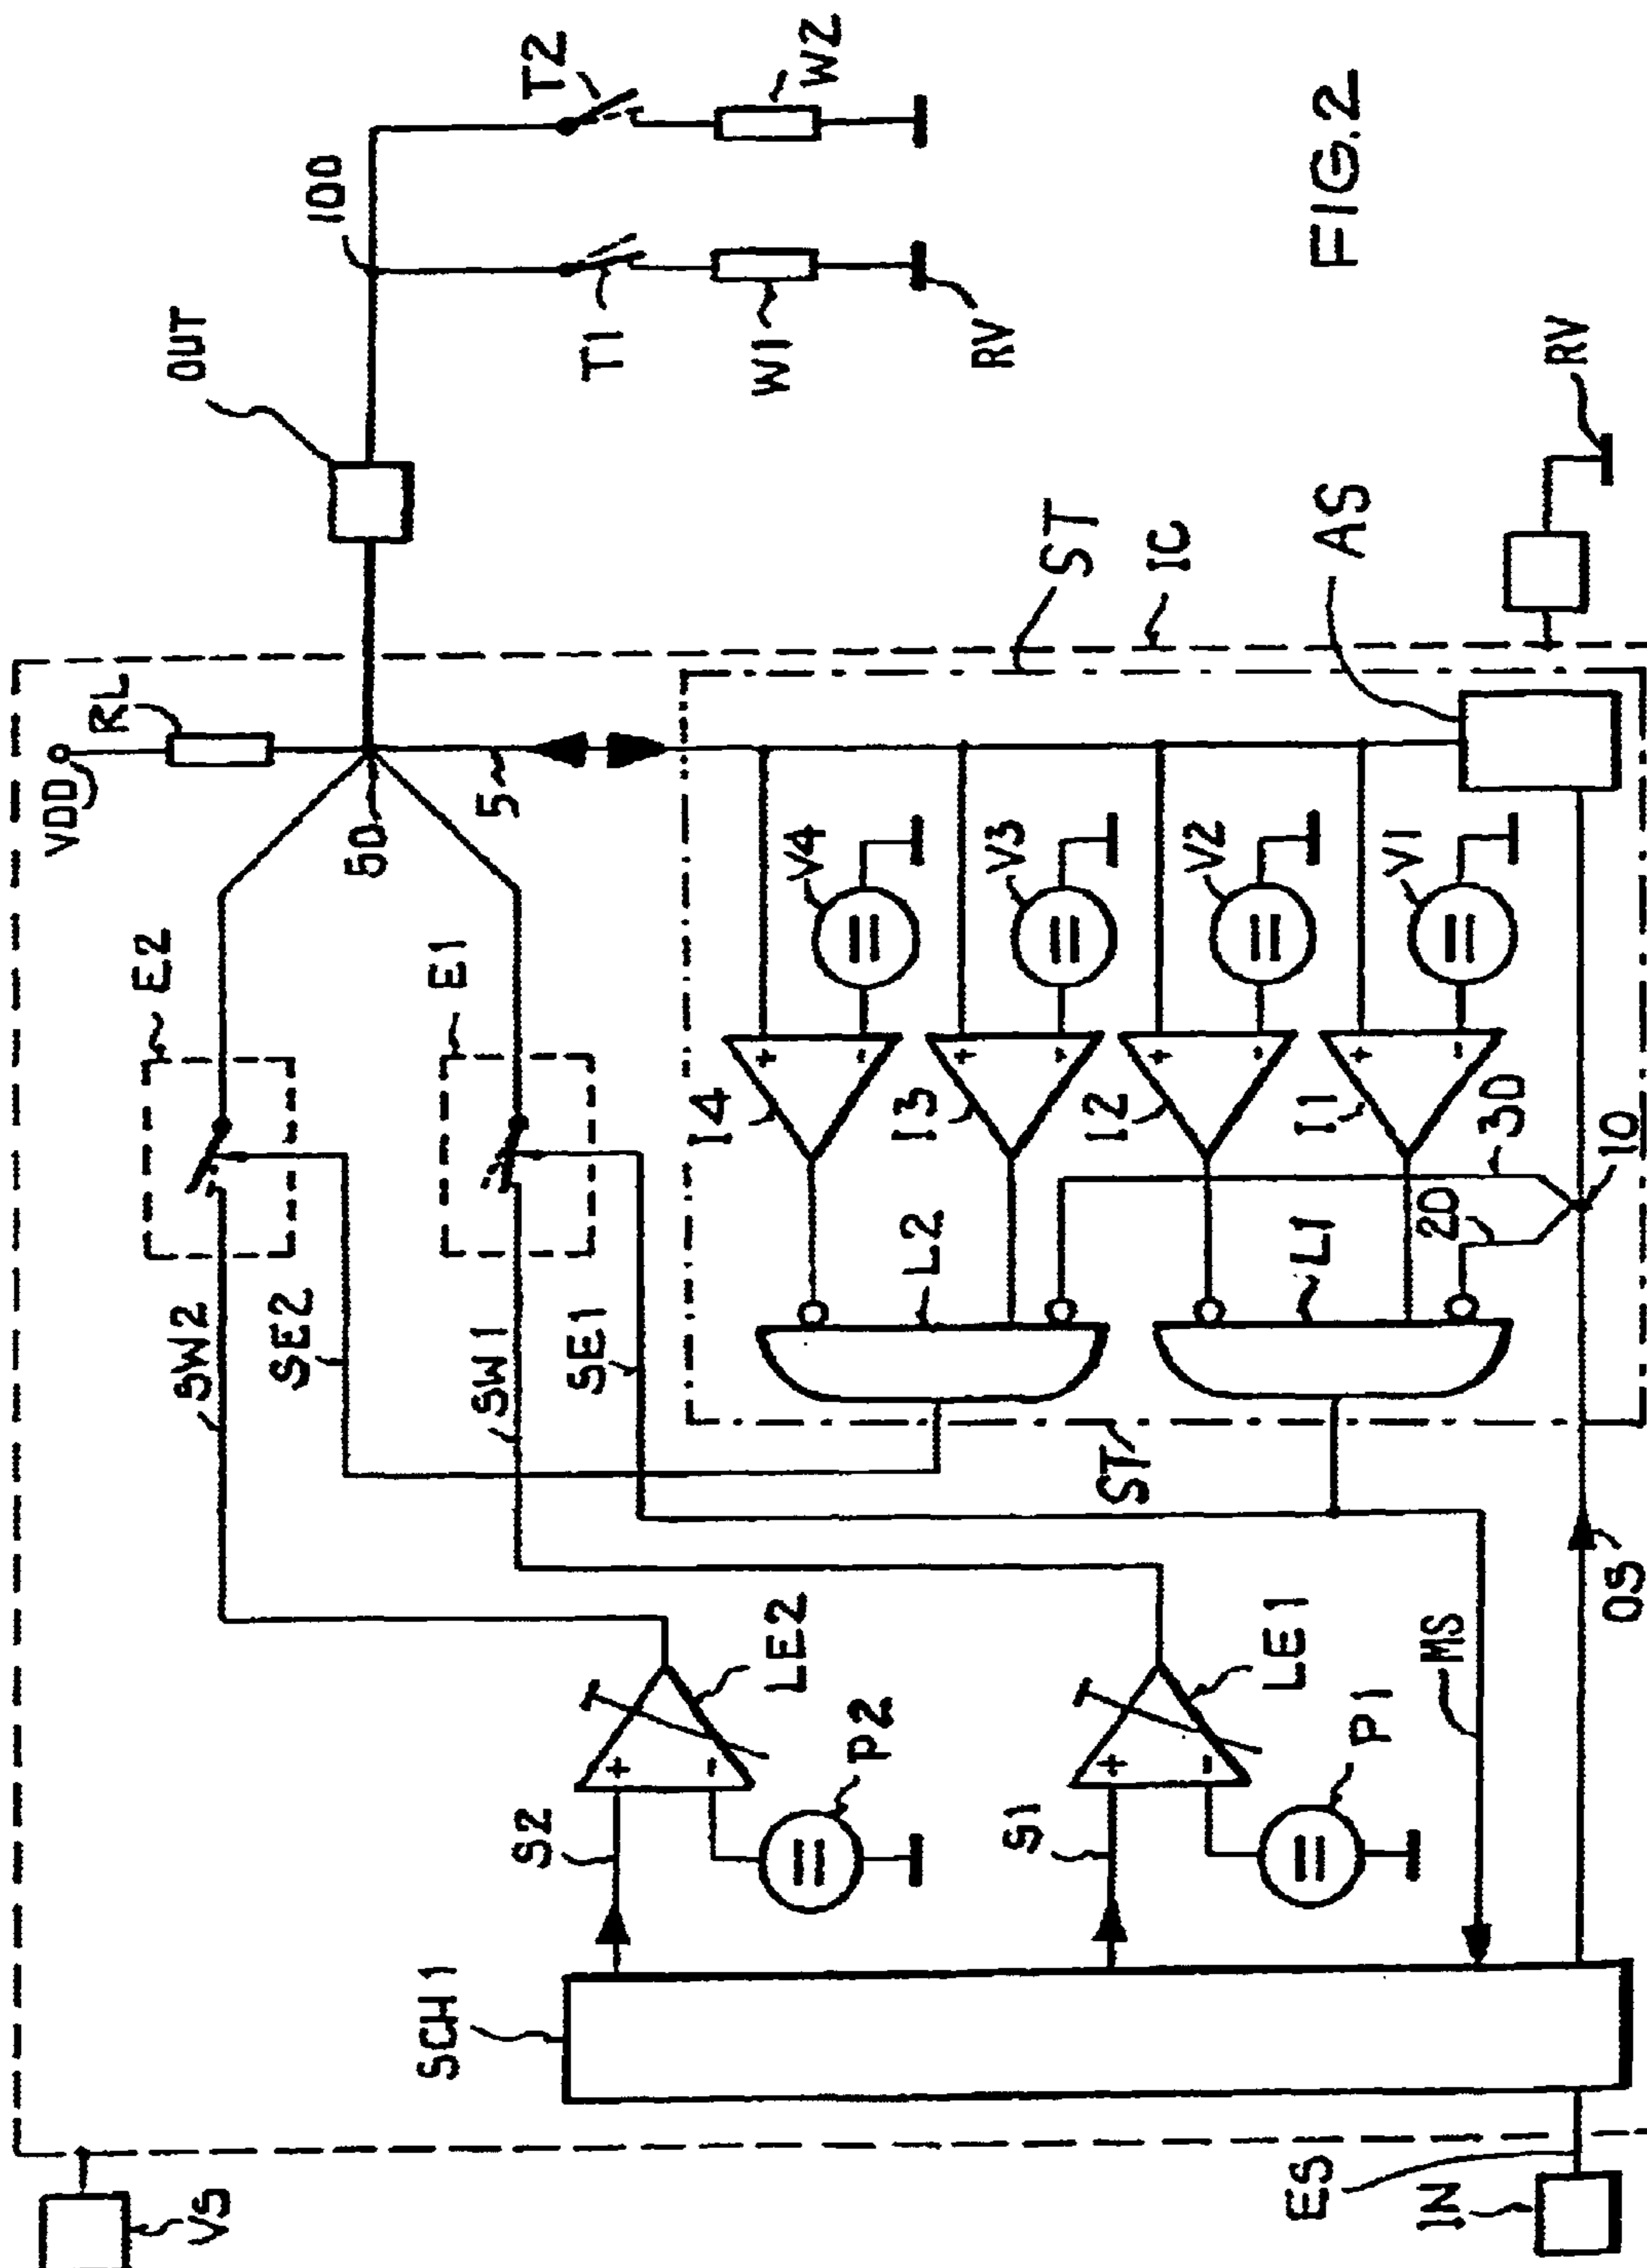 VS
VDD
RL
OUT
100
T2
W2
T1
W1
RV
FIG.2
SW2
E2
50
5
SE2
SW1
E1
SE1
SCH1
S2
LE2
P2
S1
LE1
P1
MS
OS
ST
L2
L1
I4
I3
I2
I1
V4
V3
V2
V1
20
30
10
ST
IC
AS
RV
ES
IN